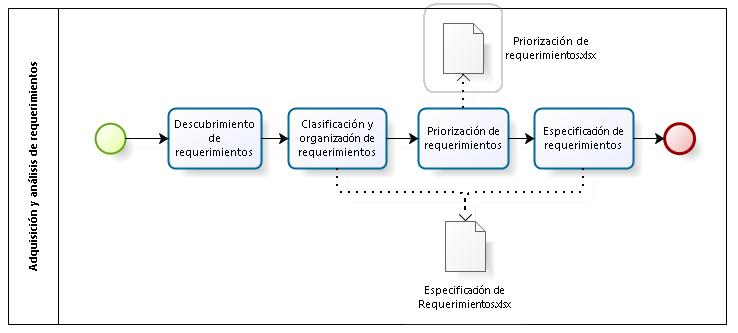 Adquisición y análisis de requerimientos
Priorización de
requerimientos.xlsx
Descubrimiento
de
requerimientos
Clasificación y
organización de
requerimientos
Priorización de
requerimientos
Especificación de
requerimientos
Especificación de
Requerimientos.xlsx